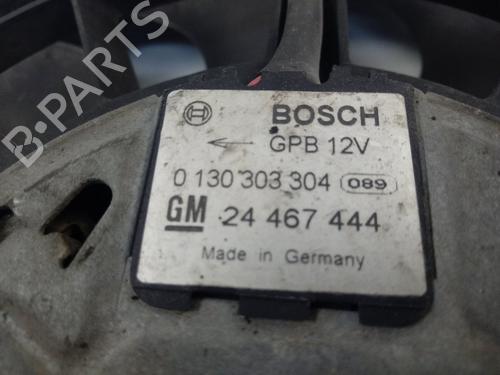 BOSCH
← GPB 12V
0 130 303 304 089
GM 24 467 444
Made in Germany
B-PARTS